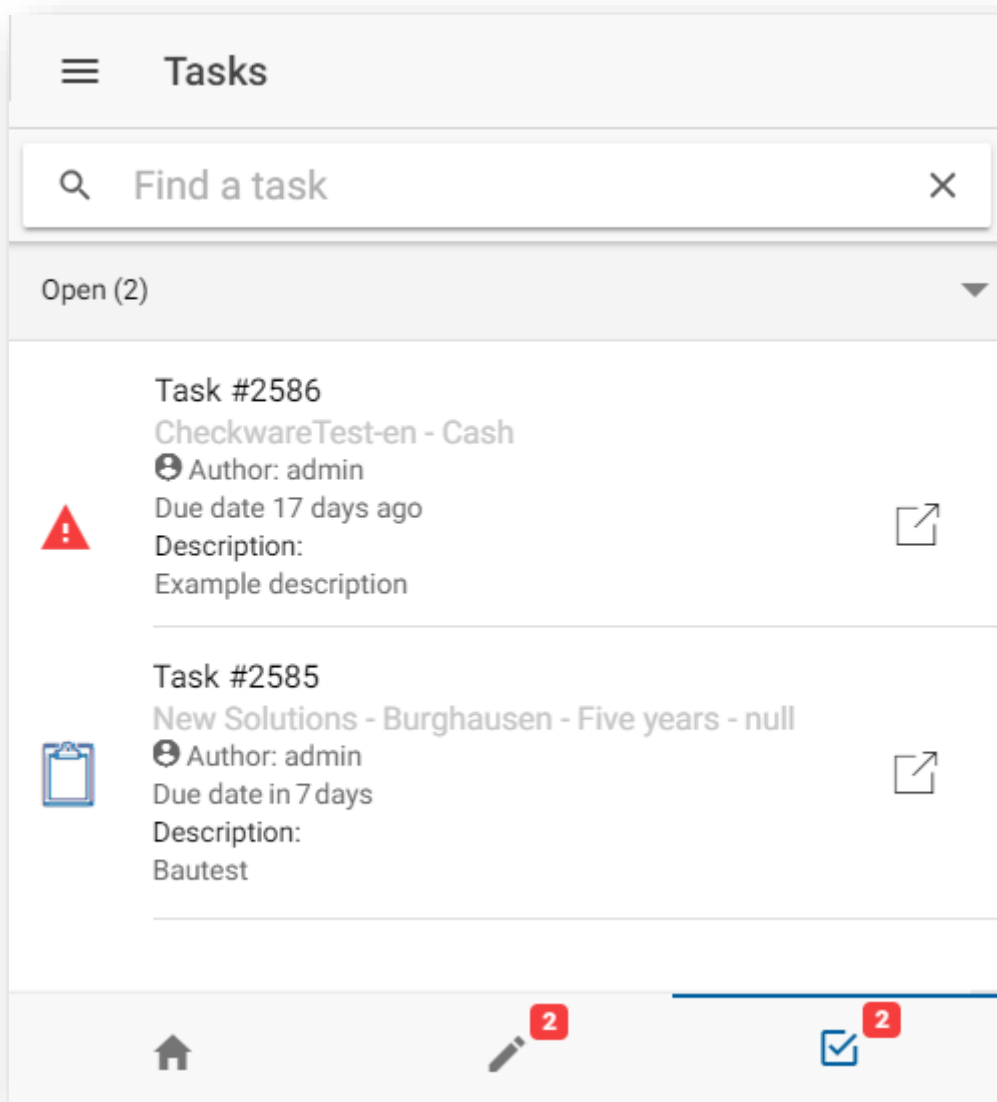 Tasks
Find a task
Open (2)
Task #2586
CheckwareTest-en - Cash
Author: admin
Due date 17 days ago
Description:
Example description
Task #2585
New Solutions - Burghausen - Five years - null
Author: admin
Due date in 7 days
Description:
Bautest
2
2